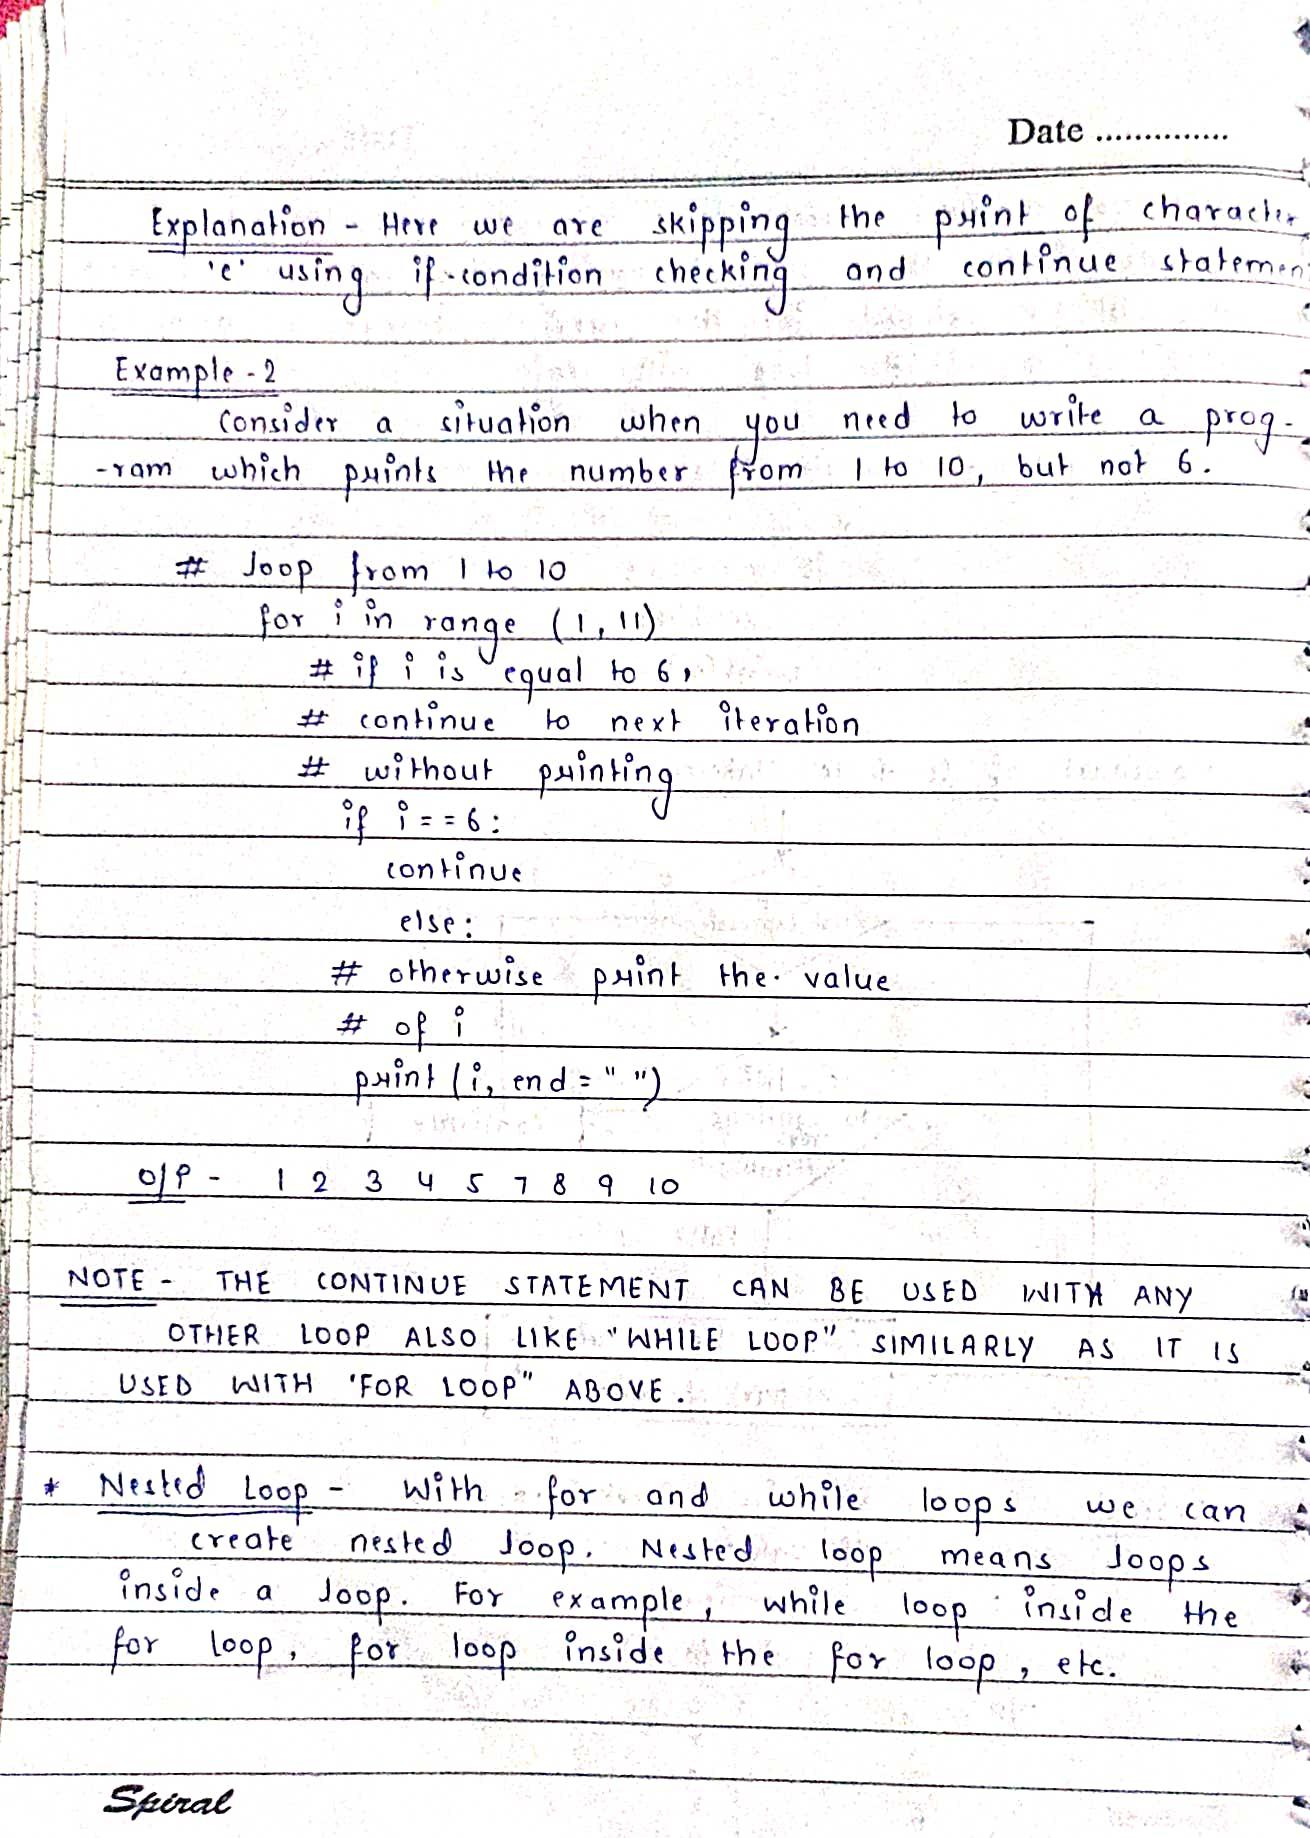 Date ..............
Explanation - Here we are skipping the print of character
'e' using if-condition checking and continue statemen
Example - 2
Consider a situation when you need to write a prog-
-ram which prints the number from 1 to 10, but not 6.
# loop from 1 to 10
for i in range (1, 11)
# if i is equal to 6,
# continue to next iteration
# without printing
if i == 6:
continue
else:
# otherwise print the value
# of i
print (i, end = " ")
O/P - 1 2 3 4 5 7 8 9 10
NOTE - THE CONTINUE STATEMENT CAN BE USED WITH ANY
OTHER LOOP ALSO LIKE "WHILE LOOP" SIMILARLY AS IT IS
USED WITH 'FOR LOOP" ABOVE.
* Nested Loop - With for and while loops we can
create nested loop. Nested loop means loops
inside a loop. For example, while loop inside the
for loop, for loop inside the for loop, etc.
Spiral